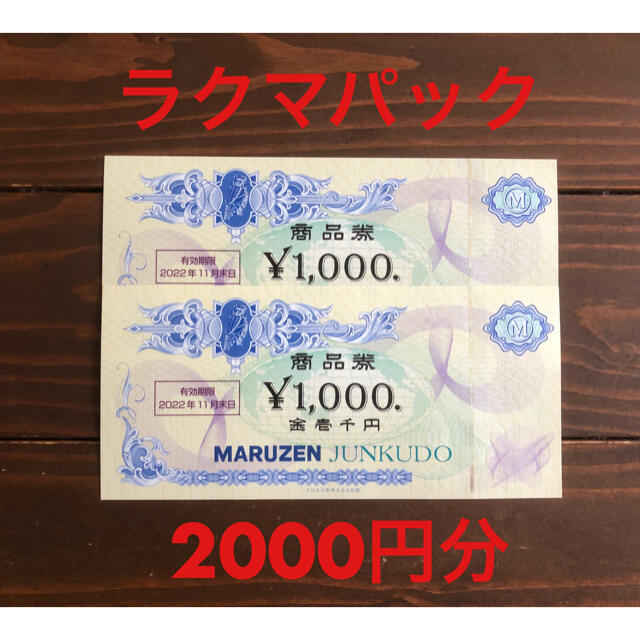 ラクマパック
M
商品券
有効期限
2022年11月末日
¥1,000.
M
商品券
有効期限
2022年11月末日
¥1,000.
金壱千円
MARUZEN JUNKUDO
2000円分